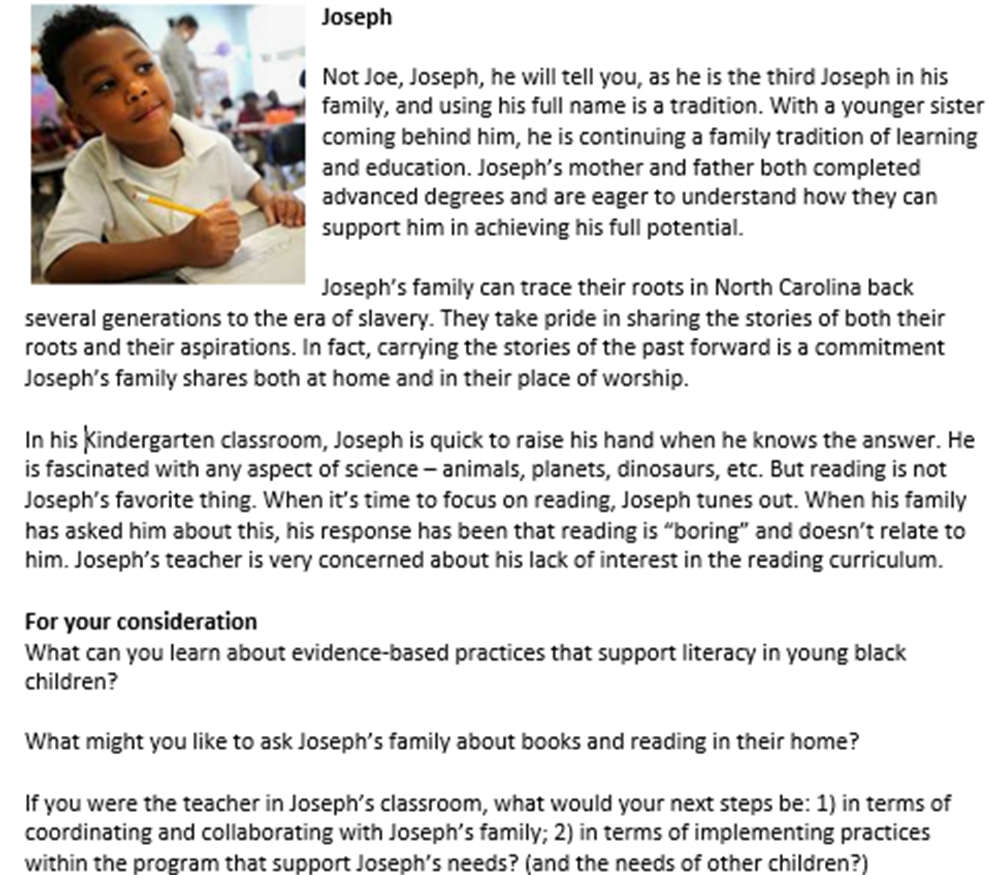 Joseph
Not Joe, Joseph, he will tell you, as he is the third Joseph in his
family, and using his full name is a tradition. With a younger sister
coming behind him, he is continuing a family tradition of learning
and education. Joseph’s mother and father both completed
advanced degrees and are eager to understand how they can
support him in achieving his full potential.
Joseph’s family can trace their roots in North Carolina back
several generations to the era of slavery. They take pride in sharing the stories of both their
roots and their aspirations. In fact, carrying the stories of the past forward is a commitment
Joseph’s family shares both at home and in their place of worship.
In his Kindergarten classroom, Joseph is quick to raise his hand when he knows the answer. He
is fascinated with any aspect of science – animals, planets, dinosaurs, etc. But reading is not
Joseph’s favorite thing. When it’s time to focus on reading, Joseph tunes out. When his family
has asked him about this, his response has been that reading is “boring” and doesn’t relate to
him. Joseph’s teacher is very concerned about his lack of interest in the reading curriculum.
For your consideration
What can you learn about evidence-based practices that support literacy in young black
children?
What might you like to ask Joseph’s family about books and reading in their home?
If you were the teacher in Joseph’s classroom, what would your next steps be: 1) in terms of
coordinating and collaborating with Joseph’s family; 2) in terms of implementing practices
within the program that support Joseph’s needs? (and the needs of other children?)